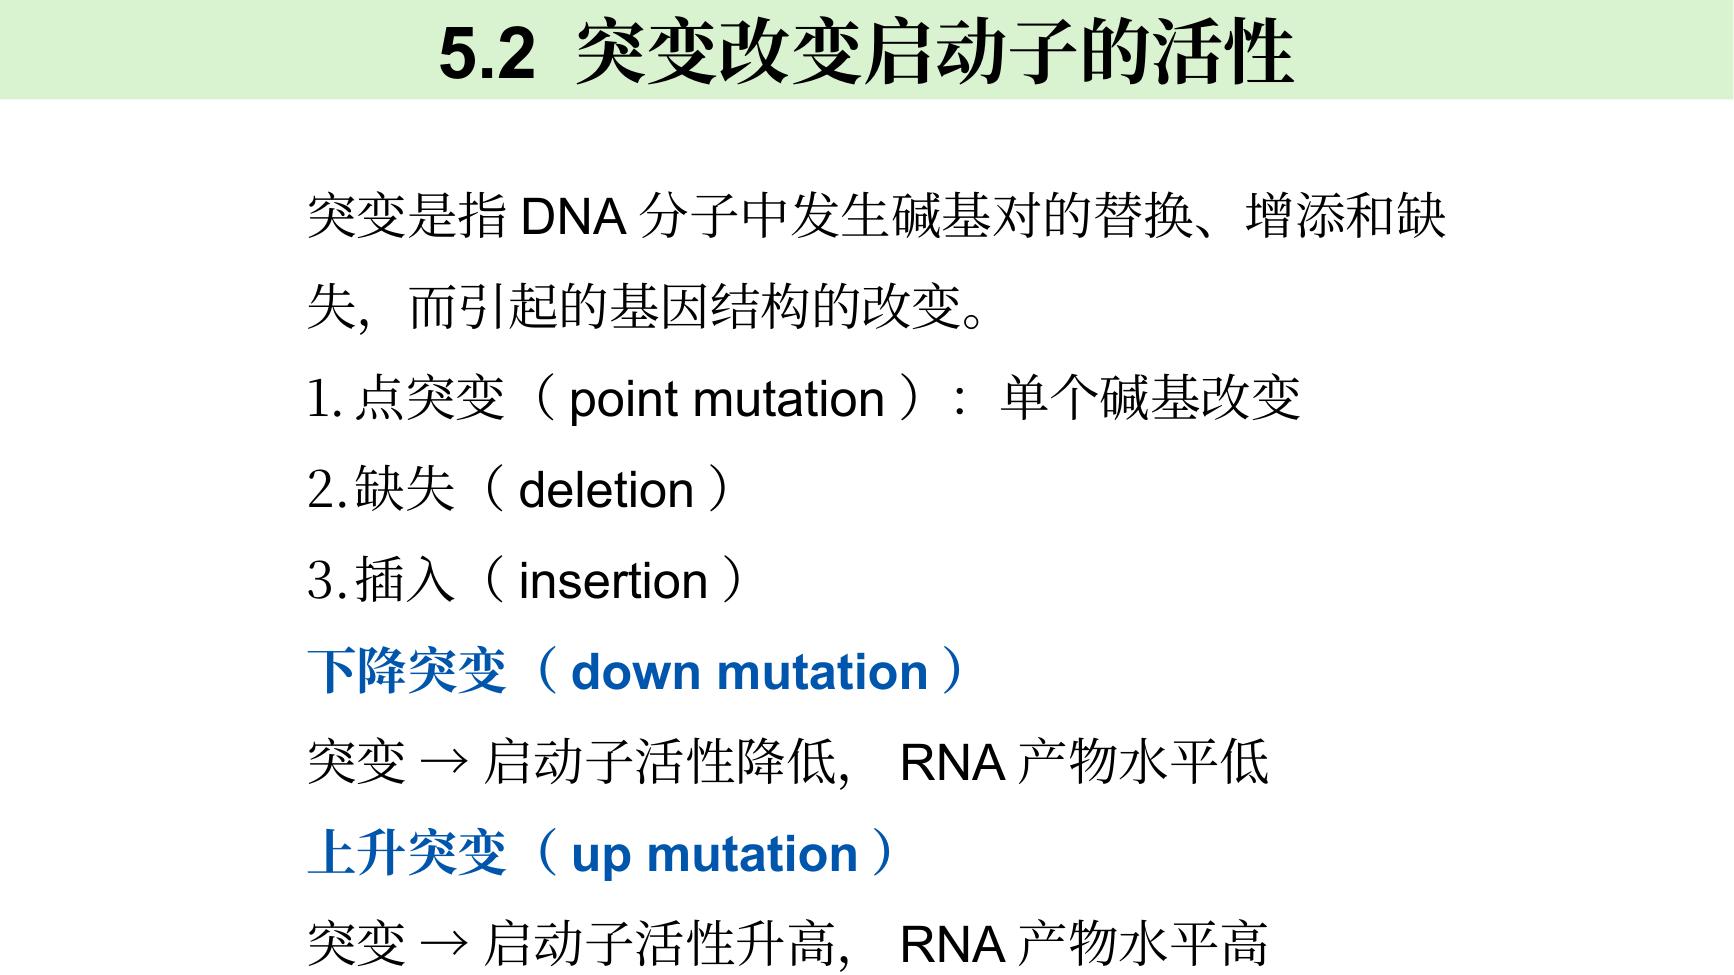 5.2 突变改变启动子的活性
突变是指 DNA 分子中发生碱基对的替换、增添和缺
失，而引起的基因结构的改变。
1. 点突变（ point mutation ）：单个碱基改变
2. 缺失（ deletion ）
3. 插入（ insertion ）
下降突变（ down mutation ）
突变 → 启动子活性降低， RNA 产物水平低
上升突变（ up mutation ）
突变 → 启动子活性升高， RNA 产物水平高